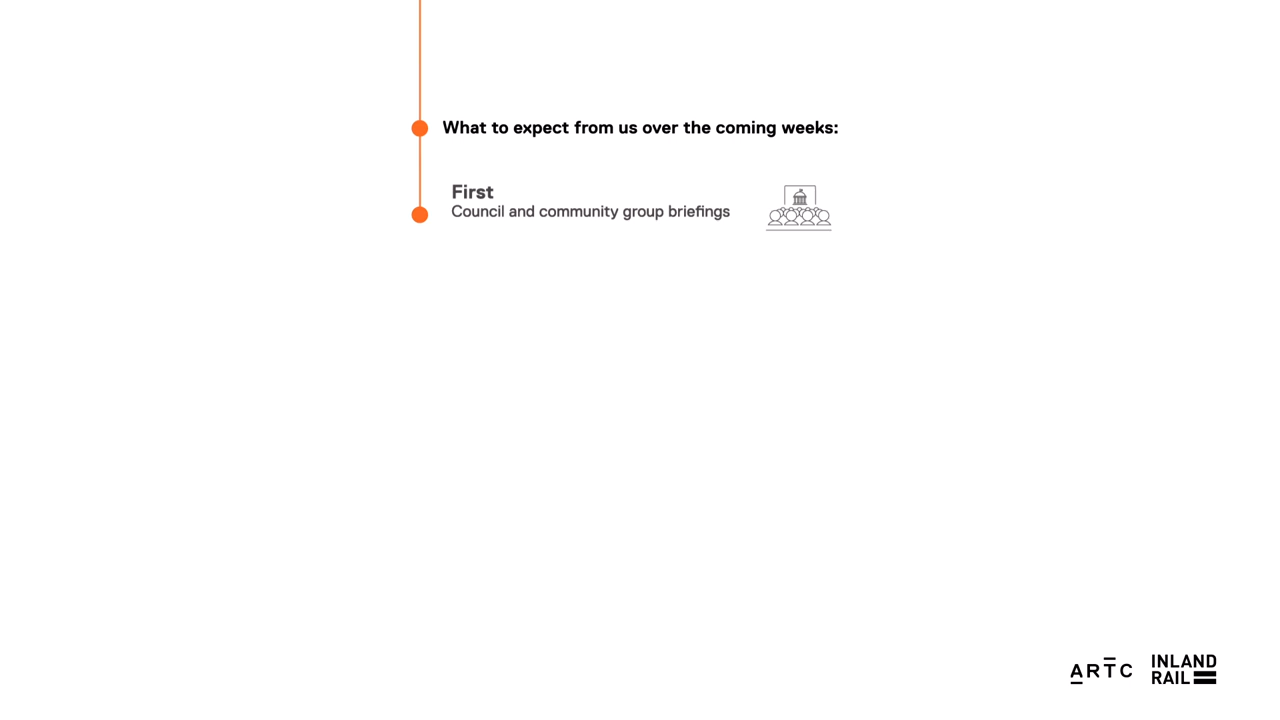 What to expect from us over the coming weeks:
First
Council and community group briefings
ARTC
INLAND
RAIL